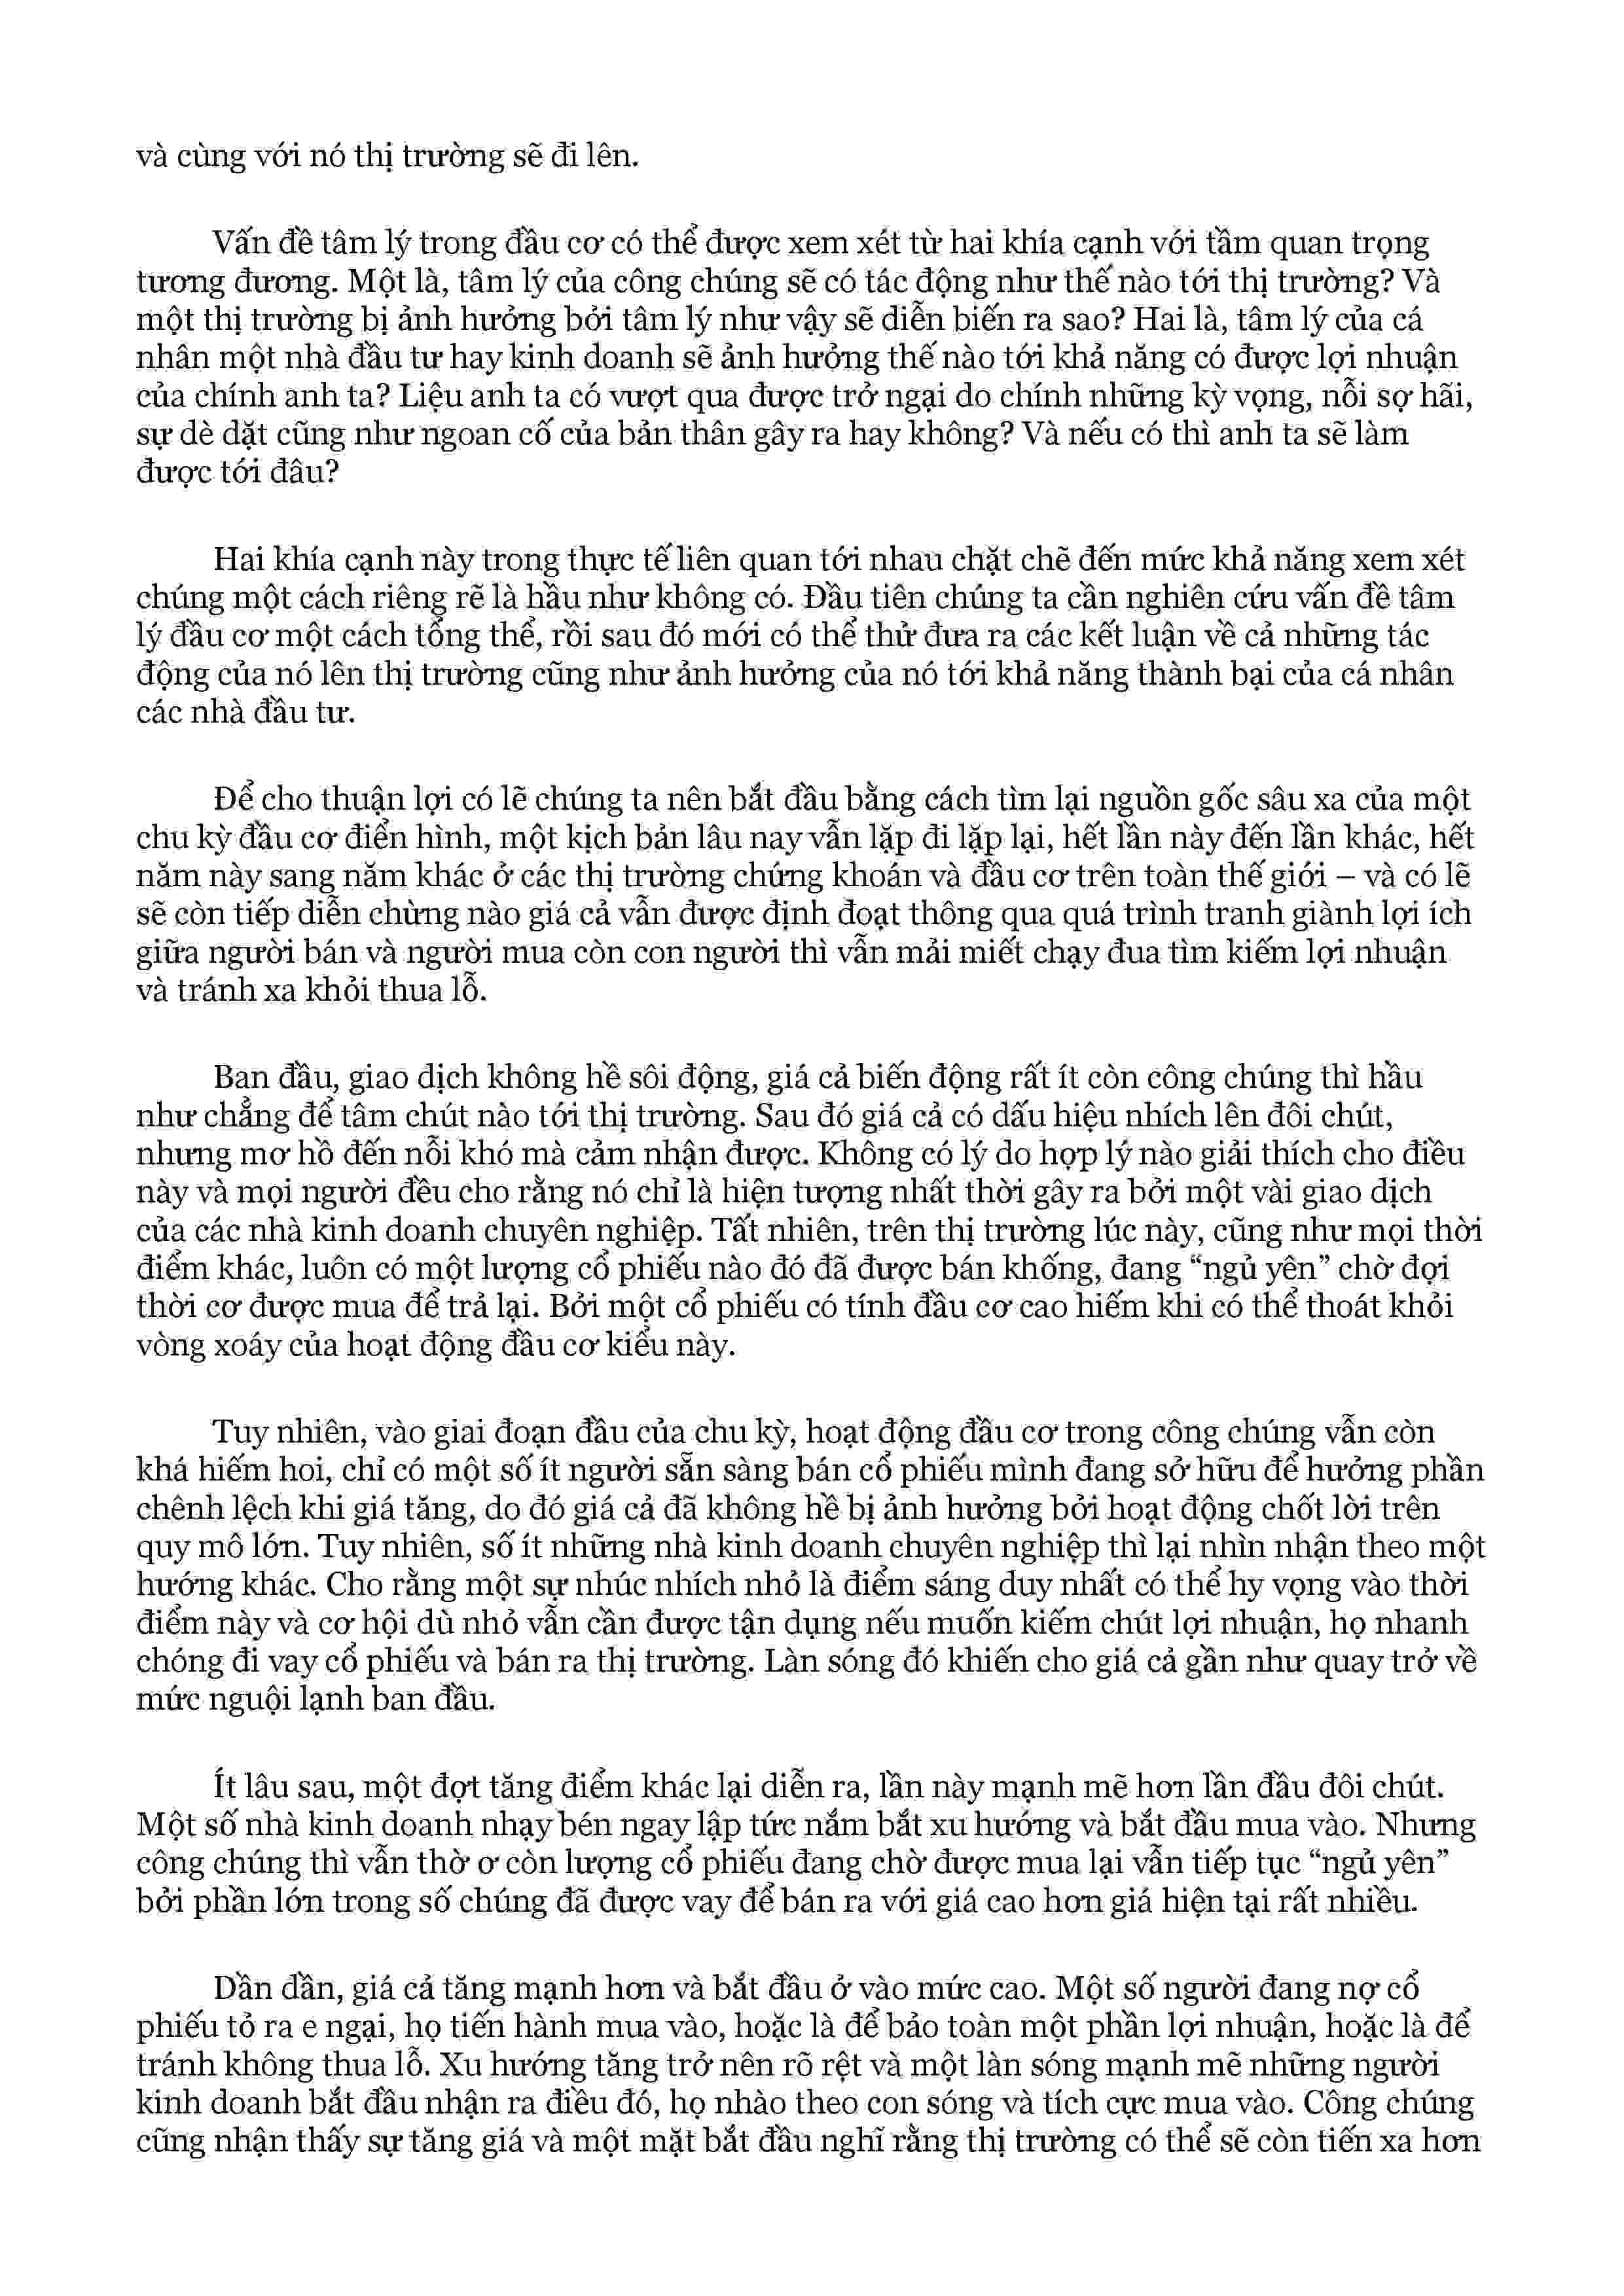 và cùng với nó thị trường sẽ đi lên.
Vấn đề tâm lý trong đầu cơ có thể được xem xét từ hai khía cạnh với tầm quan trọng
tương đương. Một là, tâm lý của công chúng sẽ có tác động như thế nào tới thị trường? Và
một thị trường bị ảnh hưởng bởi tâm lý như vậy sẽ diễn biến ra sao? Hai là, tâm lý của cá
nhân một nhà đầu tư hay kinh doanh sẽ ảnh hưởng thế nào tới khả năng có được lợi nhuận
của chính anh ta? Liệu anh ta có vượt qua được trở ngại do chính những kỳ vọng, nỗi sợ hãi,
sự dè dặt cũng như ngoan cố của bản thân gây ra hay không? Và nếu có thì anh ta sẽ làm
được tới đâu?
Hai khía cạnh này trong thực tế liên quan tới nhau chặt chẽ đến mức khả năng xem xét
chúng một cách riêng rẽ là hầu như không có. Đầu tiên chúng ta cần nghiên cứu vấn đề tâm
lý đầu cơ một cách tổng thể, rồi sau đó mới có thể thử đưa ra các kết luận về cả những tác
động của nó lên thị trường cũng như ảnh hưởng của nó tới khả năng thành bại của cá nhân
các nhà đầu tư.
Để cho thuận lợi có lẽ chúng ta nên bắt đầu bằng cách tìm lại nguồn gốc sâu xa của một
chu kỳ đầu cơ điển hình, một kịch bản lâu nay vẫn lặp đi lặp lại, hết lần này đến lần khác, hết
năm này sang năm khác ở các thị trường chứng khoán và đầu cơ trên toàn thế giới – và có lẽ
sẽ còn tiếp diễn chừng nào giá cả vẫn được định đoạt thông qua quá trình tranh giành lợi ích
giữa người bán và người mua còn con người thì vẫn mải miết chạy đua tìm kiếm lợi nhuận
và tránh xa khỏi thua lỗ.
Ban đầu, giao dịch không hề sôi động, giá cả biến động rất ít còn công chúng thì hầu
như chẳng để tâm chút nào tới thị trường. Sau đó giá cả có dấu hiệu nhích lên đôi chút,
nhưng mơ hồ đến nỗi khó mà cảm nhận được. Không có lý do hợp lý nào giải thích cho điều
này và mọi người đều cho rằng nó chỉ là hiện tượng nhất thời gây ra bởi một vài giao dịch
của các nhà kinh doanh chuyên nghiệp. Tất nhiên, trên thị trường lúc này, cũng như mọi thời
điểm khác, luôn có một lượng cổ phiếu nào đó đã được bán khống, đang “ngủ yên” chờ đợi
thời cơ được mua để trả lại. Bởi một cổ phiếu có tính đầu cơ cao hiếm khi có thể thoát khỏi
vòng xoáy của hoạt động đầu cơ kiểu này.
Tuy nhiên, vào giai đoạn đầu của chu kỳ, hoạt động đầu cơ trong công chúng vẫn còn
khá hiếm hoi, chỉ có một số ít người sẵn sàng bán cổ phiếu mình đang sở hữu để hưởng phần
chênh lệch khi giá tăng, do đó giá cả đã không hề bị ảnh hưởng bởi hoạt động chốt lời trên
quy mô lớn. Tuy nhiên, số ít những nhà kinh doanh chuyên nghiệp thì lại nhìn nhận theo một
hướng khác. Cho rằng một sự nhúc nhích nhỏ là điểm sáng duy nhất có thể hy vọng vào thời
điểm này và cơ hội dù nhỏ vẫn cần được tận dụng nếu muốn kiếm chút lợi nhuận, họ nhanh
chóng đi vay cổ phiếu và bán ra thị trường. Làn sóng đó khiến cho giá cả gần như quay trở về
mức nguội lạnh ban đầu.
Ít lâu sau, một đợt tăng điểm khác lại diễn ra, lần này mạnh mẽ hơn lần đầu đôi chút.
Một số nhà kinh doanh nhạy bén ngay lập tức nắm bắt xu hướng và bắt đầu mua vào. Nhưng
công chúng thì vẫn thờ ơ còn lượng cổ phiếu đang chờ được mua lại vẫn tiếp tục “ngủ yên”
bởi phần lớn trong số chúng đã được vay để bán ra với giá cao hơn giá hiện tại rất nhiều.
Dần dần, giá cả tăng mạnh hơn và bắt đầu ở vào mức cao. Một số người đang nợ cổ
phiếu tỏ ra e ngại, họ tiến hành mua vào, hoặc là để bảo toàn một phần lợi nhuận, hoặc là để
tránh không thua lỗ. Xu hướng tăng trở nên rõ rệt và một làn sóng mạnh mẽ những người
kinh doanh bắt đầu nhận ra điều đó, họ nhào theo con sóng và tích cực mua vào. Công chúng
cũng nhận thấy sự tăng giá và một mặt bắt đầu nghĩ rằng thị trường có thể sẽ còn tiến xa hơn